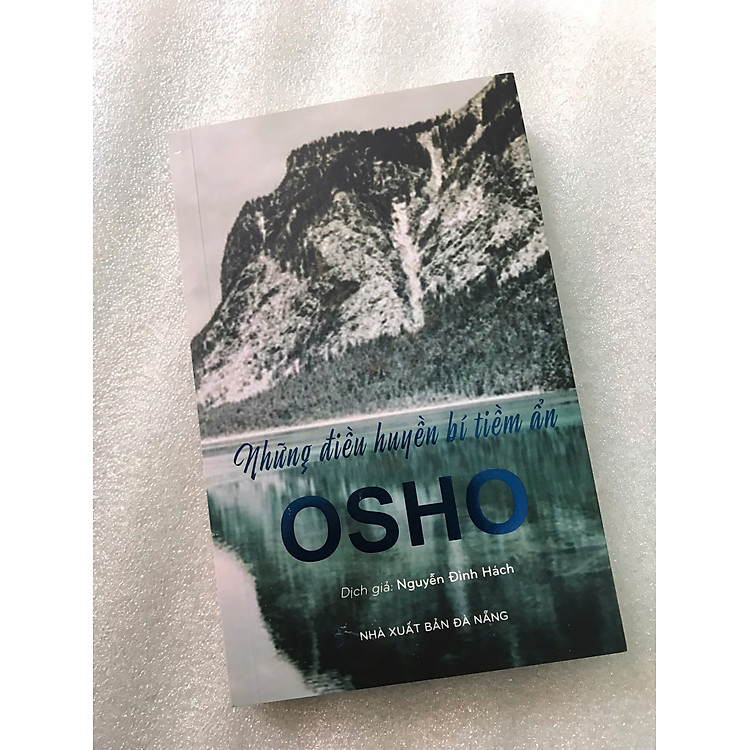 Những điều huyền bí tiềm ẩn
OSHO
Dịch giả: Nguyễn Đình Hách
NHÀ XUẤT BẢN ĐÀ NẴNG